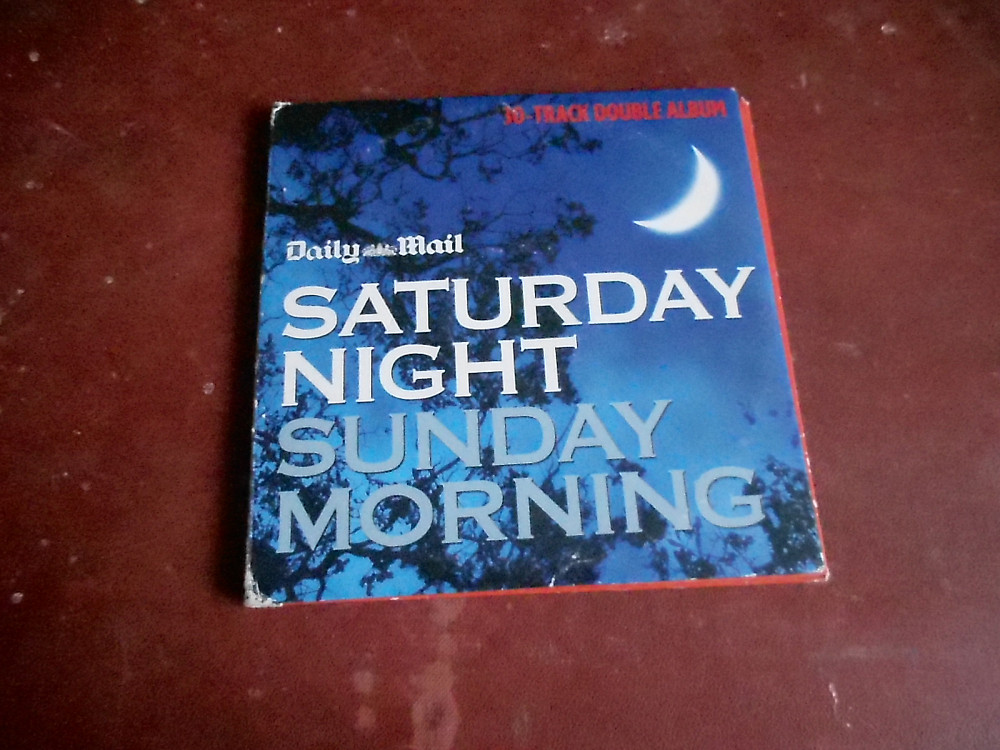 30-TRACK DOUBLE ALBUM
Daily Mail
SATURDAY
NIGHT
SUNDAY
MORNING